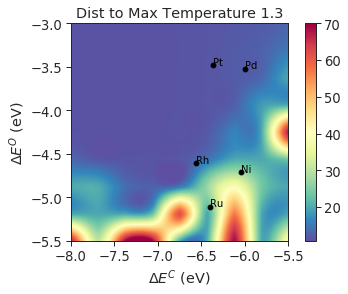 Dist to Max Temperature 1.3
−3.0
−3.5
−4.0
−4.5
−5.0
−5.5
ΔE^O (eV)
Pt
Pd
Rh
Ni
Ru
−8.0 −7.5 −7.0 −6.5 −6.0 −5.5
ΔE^C (eV)
70
60
50
40
30
20